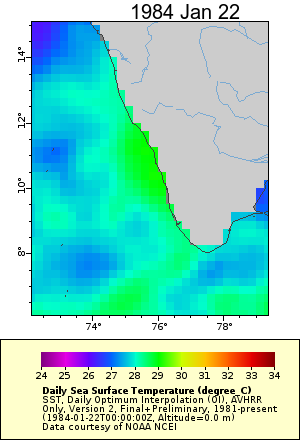 1984 Jan 22
14°
12°
10°
8°
74°
76°
78°
24 25 26 27 28 29 30 31 32 33 34
Daily Sea Surface Temperature (degree_C)
SST, Daily Optimum Interpolation (OI), AVHRR
Only, Version 2, Final+Preliminary, 1981-present
(1984-01-22T00:00:00Z, Altitude=0.0 m)
Data courtesy of NOAA NCEI